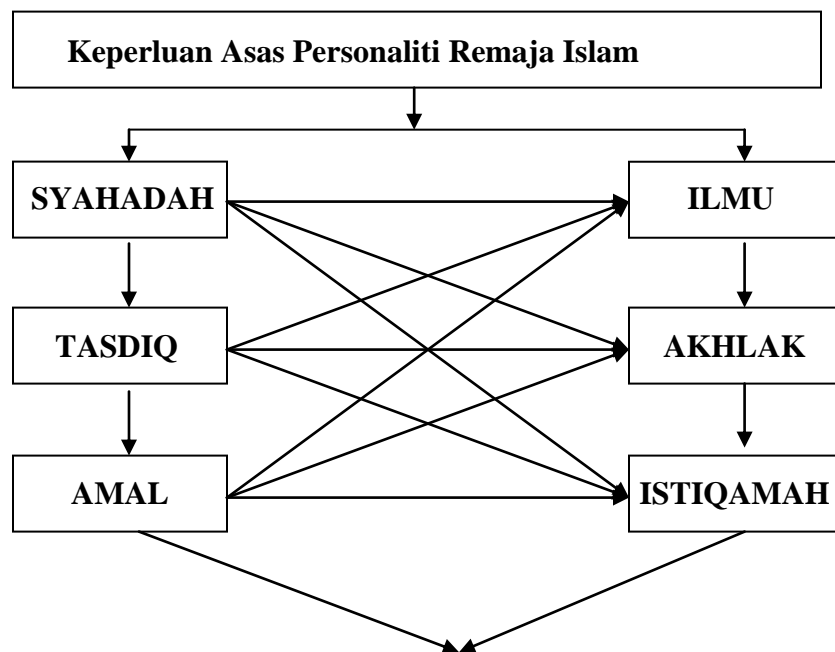 Keperluan Asas Personaliti Remaja Islam
SYAHADAH
ILMU
TASDIQ
AKHLAK
AMAL
ISTIQAMAH